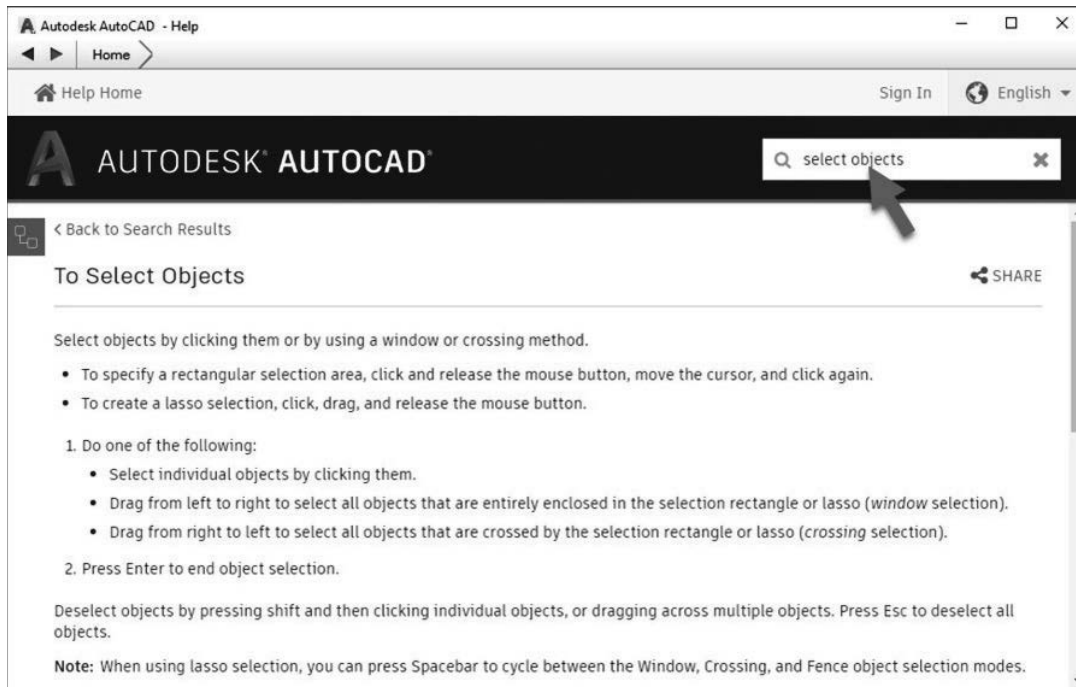 Autodesk AutoCAD - Help
Home
Help Home
Sign In
English
AUTODESK® AUTOCAD®
select objects
< Back to Search Results
To Select Objects
SHARE
Select objects by clicking them or by using a window or crossing method.
• To specify a rectangular selection area, click and release the mouse button, move the cursor, and click again.
• To create a lasso selection, click, drag, and release the mouse button.
1. Do one of the following:
• Select individual objects by clicking them.
• Drag from left to right to select all objects that are entirely enclosed in the selection rectangle or lasso (window selection).
• Drag from right to left to select all objects that are crossed by the selection rectangle or lasso (crossing selection).
2. Press Enter to end object selection.
Deselect objects by pressing shift and then clicking individual objects, or dragging across multiple objects. Press Esc to deselect all
objects.
Note: When using lasso selection, you can press Spacebar to cycle between the Window, Crossing, and Fence object selection modes.